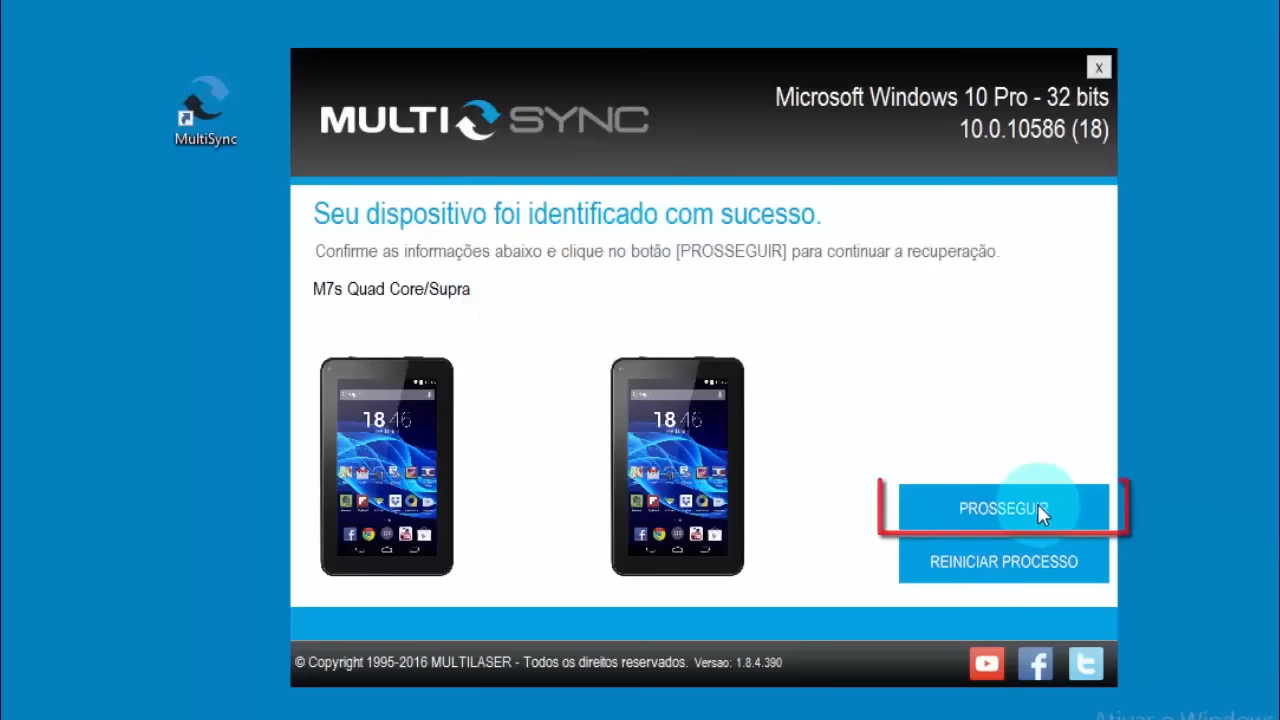 X
Microsoft Windows 10 Pro - 32 bits
MULTI SYNC
10.0.10586 (18)
MultiSync
Seu dispositivo foi identificado com sucesso.
Confirme as informações abaixo e clique no botão [PROSSEGUIR] para continuar a recuperação.
M7s Quad Core/Supra
18:46
18:46
PROSSEGUIR
REINICIAR PROCESSO
© Copyright 1995-2016 MULTILASER - Todos os direitos reservados. Versao: 1.8.4.390
Ativar o Windows